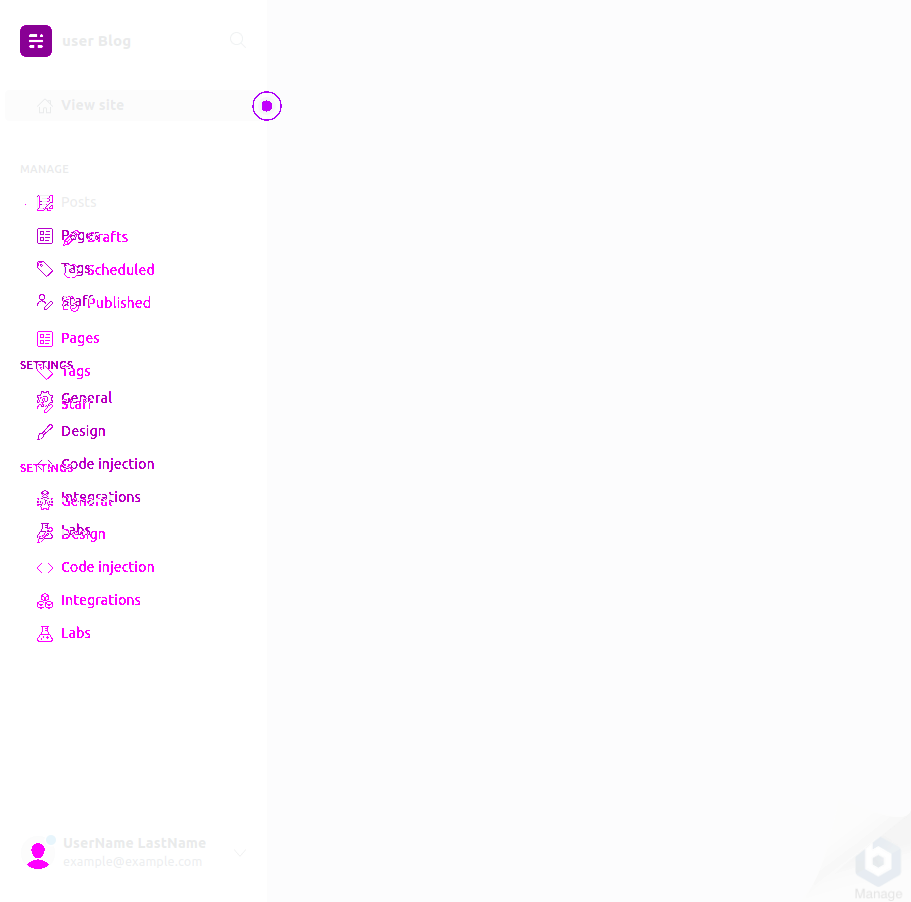 user Blog
View site
MANAGE
Posts
Pages
Drafts
Tags
Scheduled
Staff
Published
Pages
SETTINGS
Tags
General
Staff
Design
Code injection
SETTINGS
Integrations
General
Labs
Design
Code injection
Integrations
Labs
UserName LastName
example@example.com
Manage